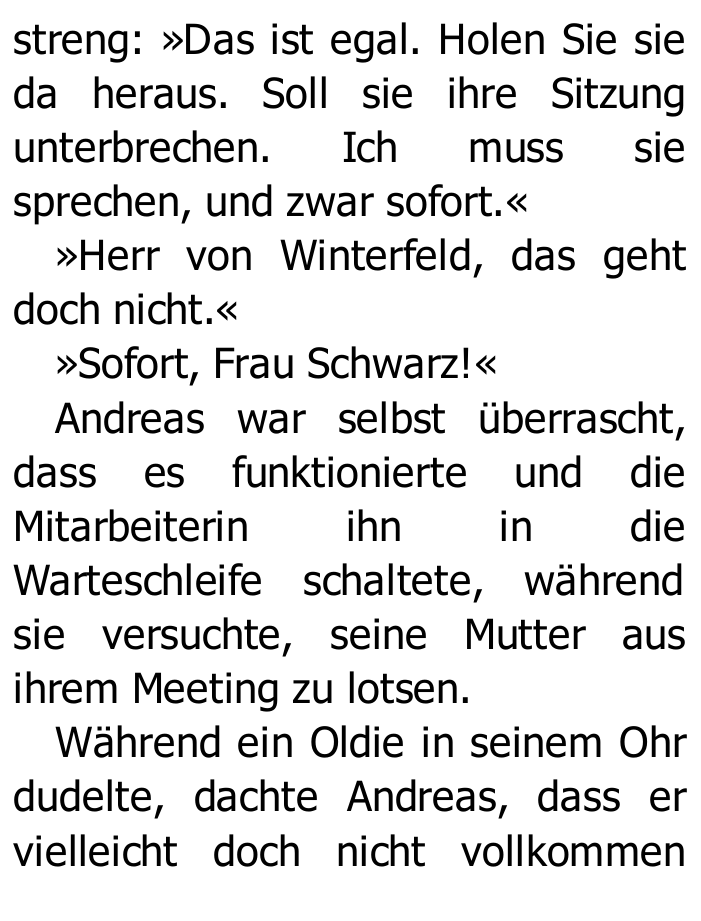 streng: »Das ist egal. Holen Sie sie
da heraus. Soll sie ihre Sitzung
unterbrechen. Ich muss sie
sprechen, und zwar sofort.«
»Herr von Winterfeld, das geht
doch nicht.«
»Sofort, Frau Schwarz!«
Andreas war selbst überrascht,
dass es funktionierte und die
Mitarbeiterin ihn in die
Warteschleife schaltete, während
sie versuchte, seine Mutter aus
ihrem Meeting zu lotsen.
Während ein Oldie in seinem Ohr
dudelte, dachte Andreas, dass er
vielleicht doch nicht vollkommen